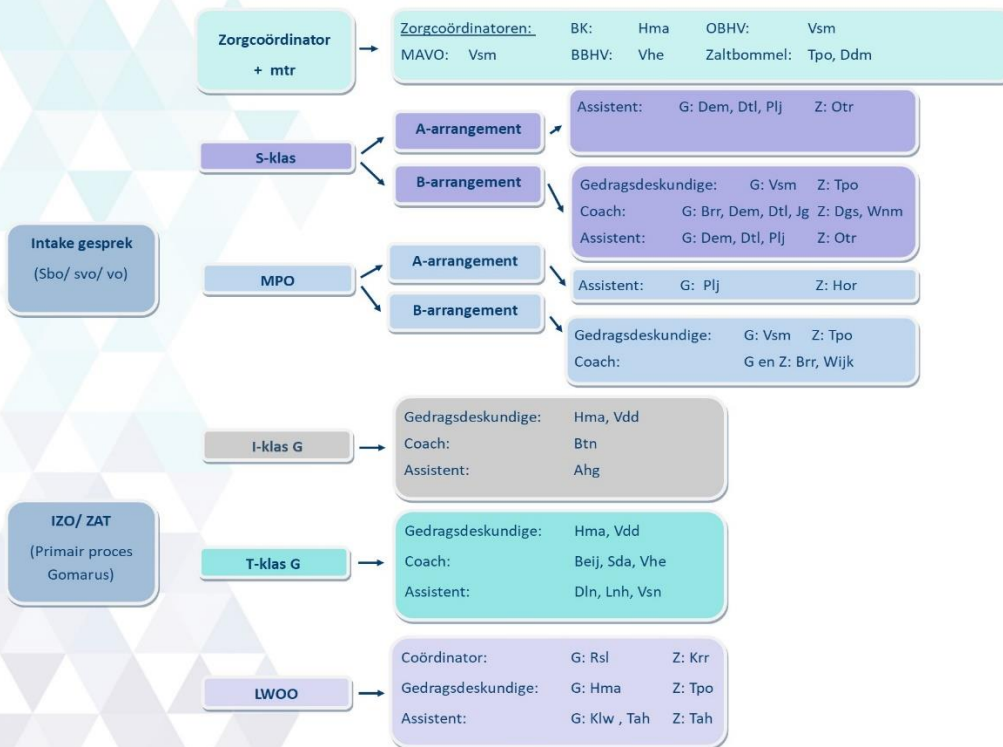 Zorgcoördinator
+ mtr
Zorgcoördinatoren: BK: Hma OBHV: Vsm
MAVO: Vsm BBHV: Vhe Zaltbommel: Tpo, Ddm
S-klas
A-arrangement
Assistent: G: Dem, Dtl, Plj Z: Otr
B-arrangement
Gedragsdeskundige: G: Vsm Z: Tpo
Coach: G: Brr, Dem, Dtl, Jg Z: Dgs, Wnm
Assistent: G: Dem, Dtl, Plj Z: Otr
Intake gesprek
(Sbo/ svo/ vo)
MPO
A-arrangement
Assistent: G: Plj Z: Hor
B-arrangement
Gedragsdeskundige: G: Vsm Z: Tpo
Coach: G en Z: Brr, Wijk
I-klas G
Gedragsdeskundige: Hma, Vdd
Coach: Btn
Assistent: Ahg
IZO/ ZAT
(Primair proces
Gomarus)
T-klas G
Gedragsdeskundige: Hma, Vdd
Coach: Beij, Sda, Vhe
Assistent: Dln, Lnh, Vsn
LWOO
Coördinator: G: Rsl Z: Krr
Gedragsdeskundige: G: Hma Z: Tpo
Assistent: G: Klw , Tah Z: Tah